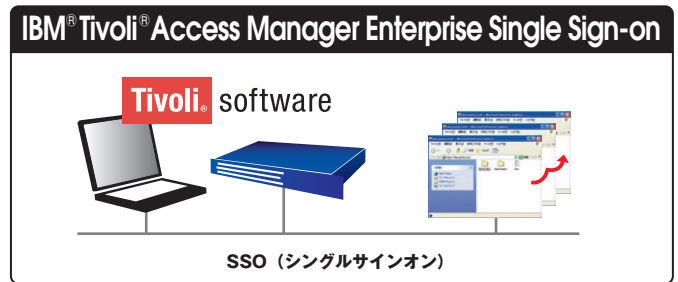 IBM® Tivoli® Access Manager Enterprise Single Sign-on
Tivoli® software
SSO（シングルサインオン）